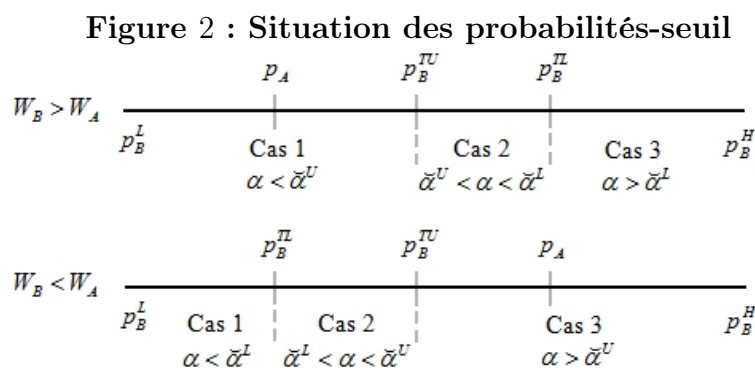 Figure 2 : Situation des probabilités-seuil
p_A p_B^{TU} p_B^{TL}
W_B > W_A
p_B^L p_B^H
Cas 1 Cas 2 Cas 3
α < ᾰ^U ᾰ^U < α < ᾰ^L α > ᾰ^L
p_B^{TL} p_B^{TU} p_A
W_B < W_A
p_B^L p_B^H
Cas 1 Cas 2 Cas 3
α < ᾰ^L ᾰ^L < α < ᾰ^U α > ᾰ^U